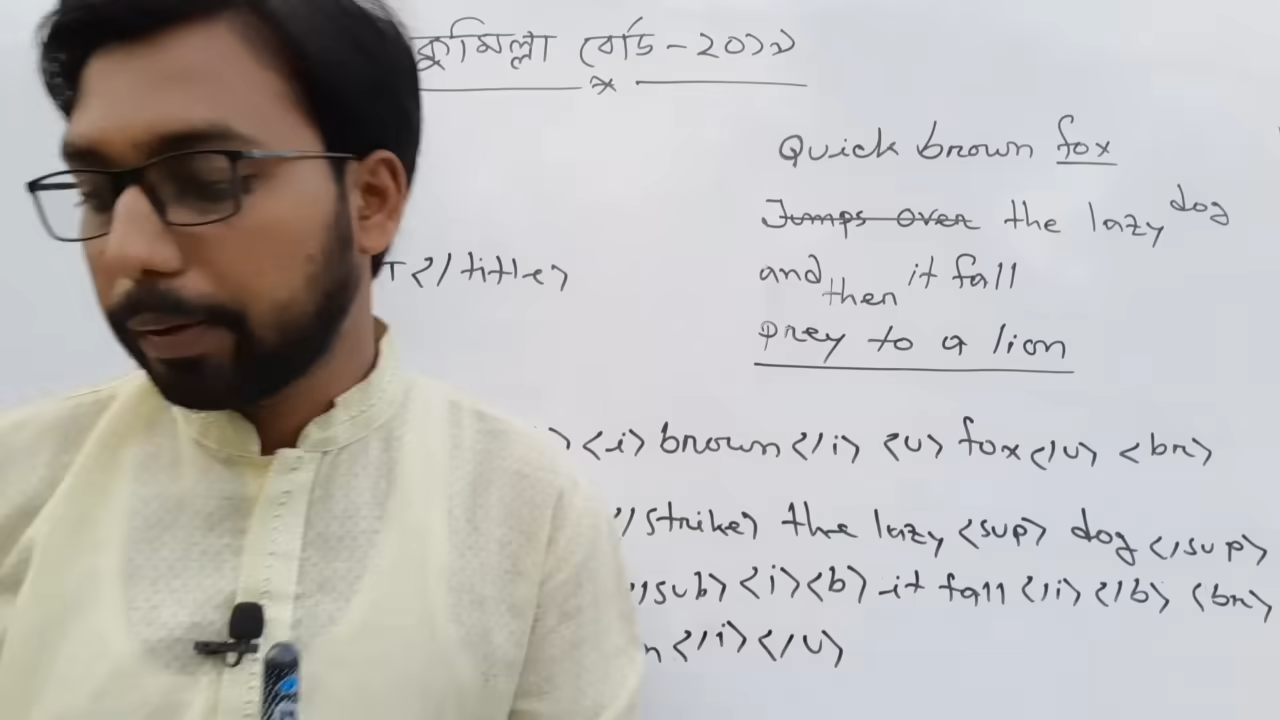 কুমিল্লা বোর্ড - ২০১৯
Quick brown fox
Jumps over the lazy dog
and then it fall
prey to a lion
T</title>
><i>brown</i> <u>fox</u> <br>
/strike> the lazy <sup> dog </sup>
/sub> <i><b> it fall </i></b> <br>
n</i></u>